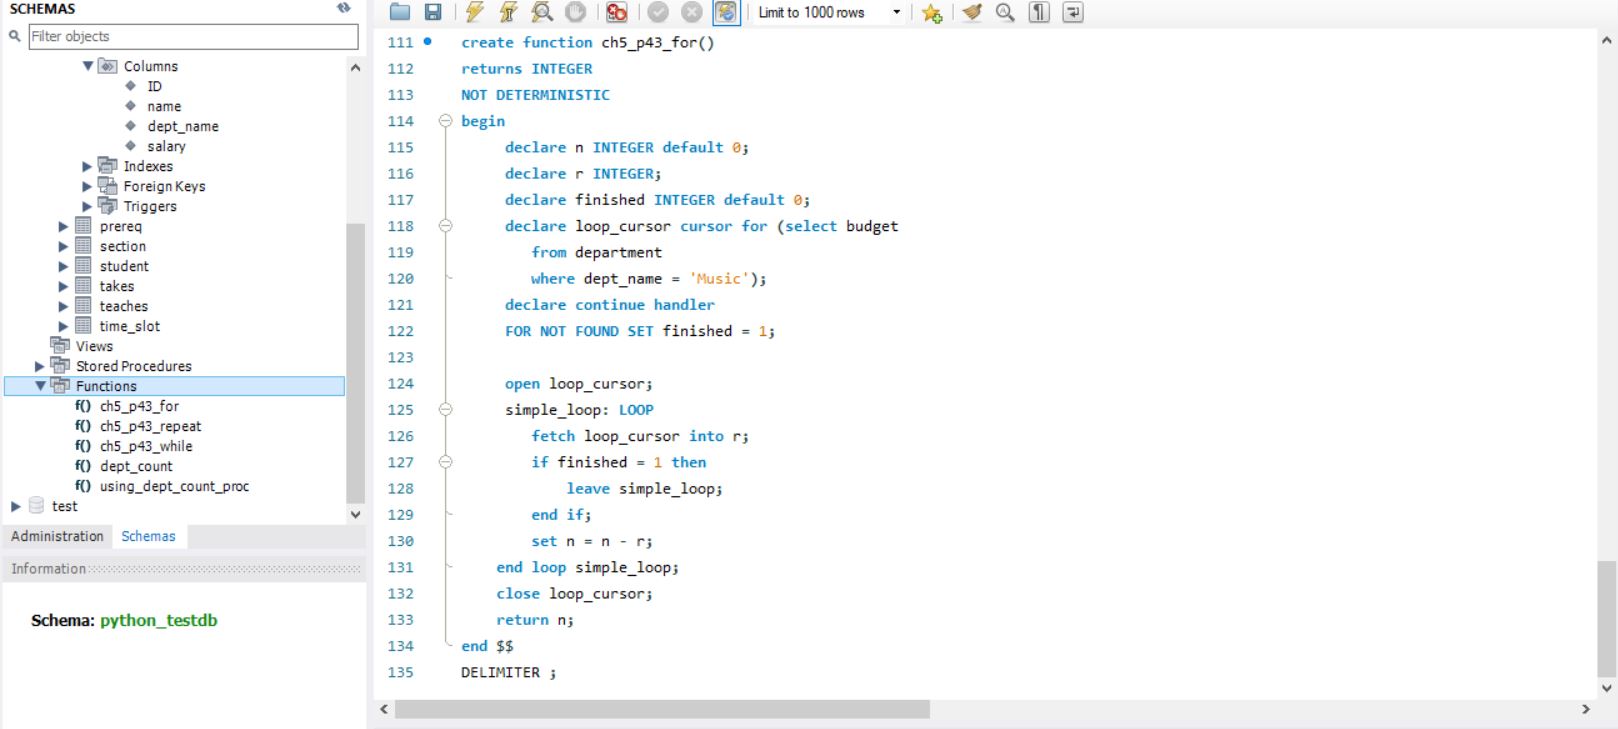 SCHEMAS
Filter objects
Columns
ID
name
dept_name
salary
Indexes
Foreign Keys
Triggers
prereq
section
student
takes
teaches
time_slot
Views
Stored Procedures
Functions
f() ch5_p43_for
f() ch5_p43_repeat
f() ch5_p43_while
f() dept_count
f() using_dept_count_proc
test
Administration Schemas
Information
Schema: python_testdb
Limit to 1000 rows
111 create function ch5_p43_for()
112 returns INTEGER
113 NOT DETERMINISTIC
114 begin
115 declare n INTEGER default 0;
116 declare r INTEGER;
117 declare finished INTEGER default 0;
118 declare loop_cursor cursor for (select budget
119 from department
120 where dept_name = 'Music');
121 declare continue handler
122 FOR NOT FOUND SET finished = 1;
123
124 open loop_cursor;
125 simple_loop: LOOP
126 fetch loop_cursor into r;
127 if finished = 1 then
128 leave simple_loop;
129 end if;
130 set n = n - r;
131 end loop simple_loop;
132 close loop_cursor;
133 return n;
134 end $$
135 DELIMITER ;